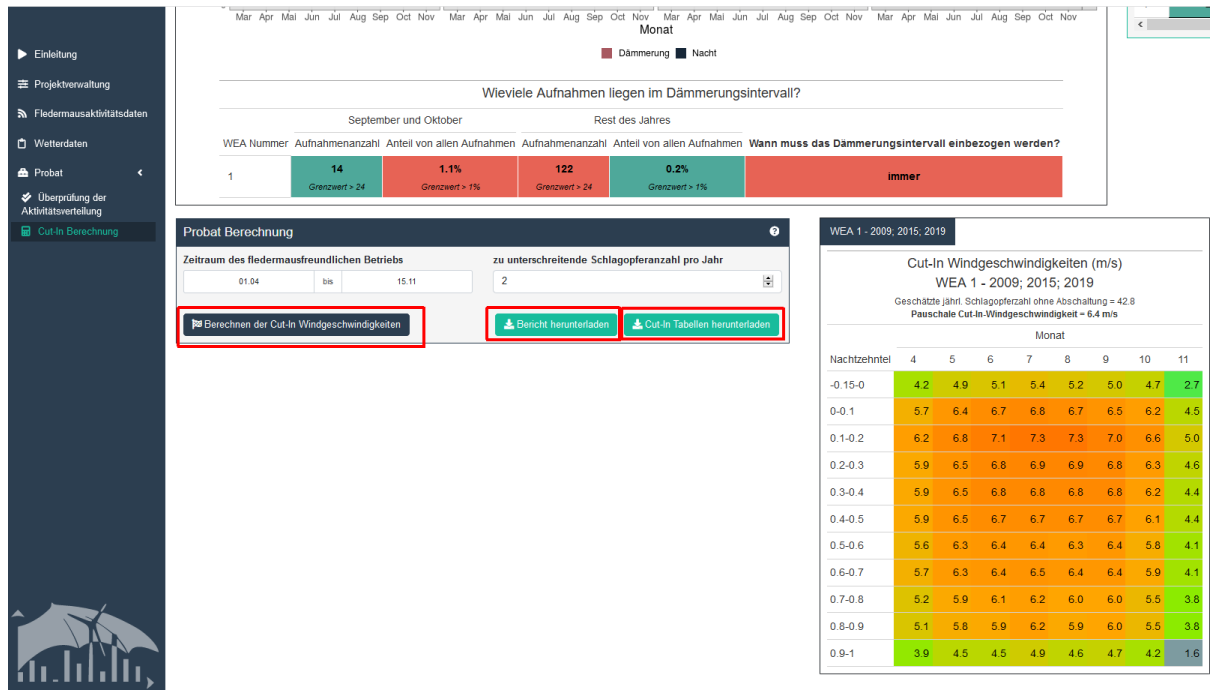 Mar Apr Mai Jun Jul Aug Sep Oct Nov Mar Apr Mai Jun Jul Aug Sep Oct Nov Mar Apr Mai Jun Jul Aug Sep Oct Nov Mar Apr Mai Jun Jul Aug Sep Oct Nov
Monat
Dämmerung Nacht
Einleitung
Projektverwaltung
Fledermausaktivitätsdaten
Wetterdaten
Probat
Überprüfung der
Aktivitätsverteilung
Cut-In Berechnung
Wieviele Aufnahmen liegen im Dämmerungsintervall?
September und Oktober Rest des Jahres
WEA Nummer Aufnahmenanzahl Anteil von allen Aufnahmen Aufnahmenanzahl Anteil von allen Aufnahmen Wann muss das Dämmerungsintervall einbezogen werden?
1 14 1.1% 122 0.2% immer
Grenzwert > 24 Grenzwert > 1% Grenzwert > 24 Grenzwert > 1%
Probat Berechnung
Zeitraum des fledermausfreundlichen Betriebs zu unterschreitende Schlagopferanzahl pro Jahr
01.04 bis 15.11 2
Berechnen der Cut-In Windgeschwindigkeiten Bericht herunterladen Cut-In Tabellen herunterladen
WEA 1 - 2009; 2015; 2019
Cut-In Windgeschwindigkeiten (m/s)
WEA 1 - 2009; 2015; 2019
Geschätzte jährl. Schlagopferzahl ohne Abschaltung = 42.8
Pauschale Cut-In-Windgeschwindigkeit = 6.4 m/s
Monat
Nachtzehntel 4 5 6 7 8 9 10 11
-0.15-0 4.2 4.9 5.1 5.4 5.2 5.0 4.7 2.7
0-0.1 5.7 6.4 6.7 6.8 6.7 6.5 6.2 4.5
0.1-0.2 6.2 6.8 7.1 7.3 7.3 7.0 6.6 5.0
0.2-0.3 5.9 6.5 6.8 6.9 6.9 6.8 6.3 4.6
0.3-0.4 5.9 6.5 6.8 6.8 6.8 6.8 6.2 4.4
0.4-0.5 5.9 6.5 6.7 6.7 6.7 6.7 6.1 4.4
0.5-0.6 5.6 6.3 6.4 6.4 6.3 6.4 5.8 4.1
0.6-0.7 5.7 6.3 6.4 6.5 6.4 6.4 5.9 4.1
0.7-0.8 5.2 5.9 6.1 6.2 6.0 6.0 5.5 3.8
0.8-0.9 5.1 5.8 5.9 6.2 5.9 6.0 5.5 3.8
0.9-1 3.9 4.5 4.5 4.9 4.6 4.7 4.2 1.6